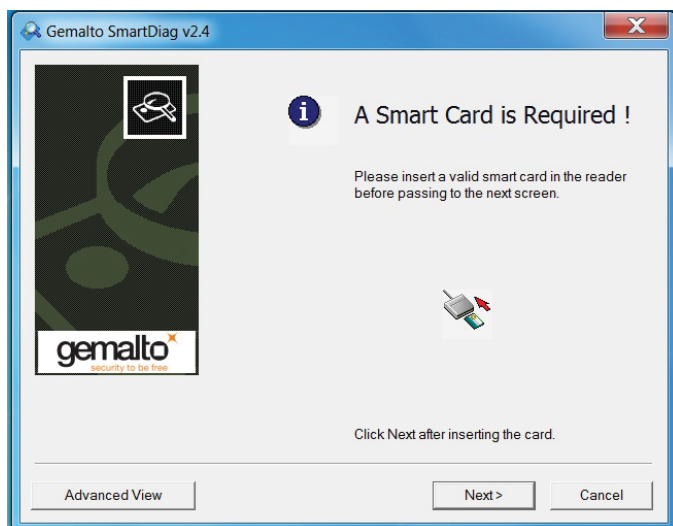 Gemalto SmartDiag v2.4
A Smart Card is Required !
Please insert a valid smart card in the reader
before passing to the next screen.
gemalto
security to be free
Click Next after inserting the card.
Advanced View
Next >
Cancel